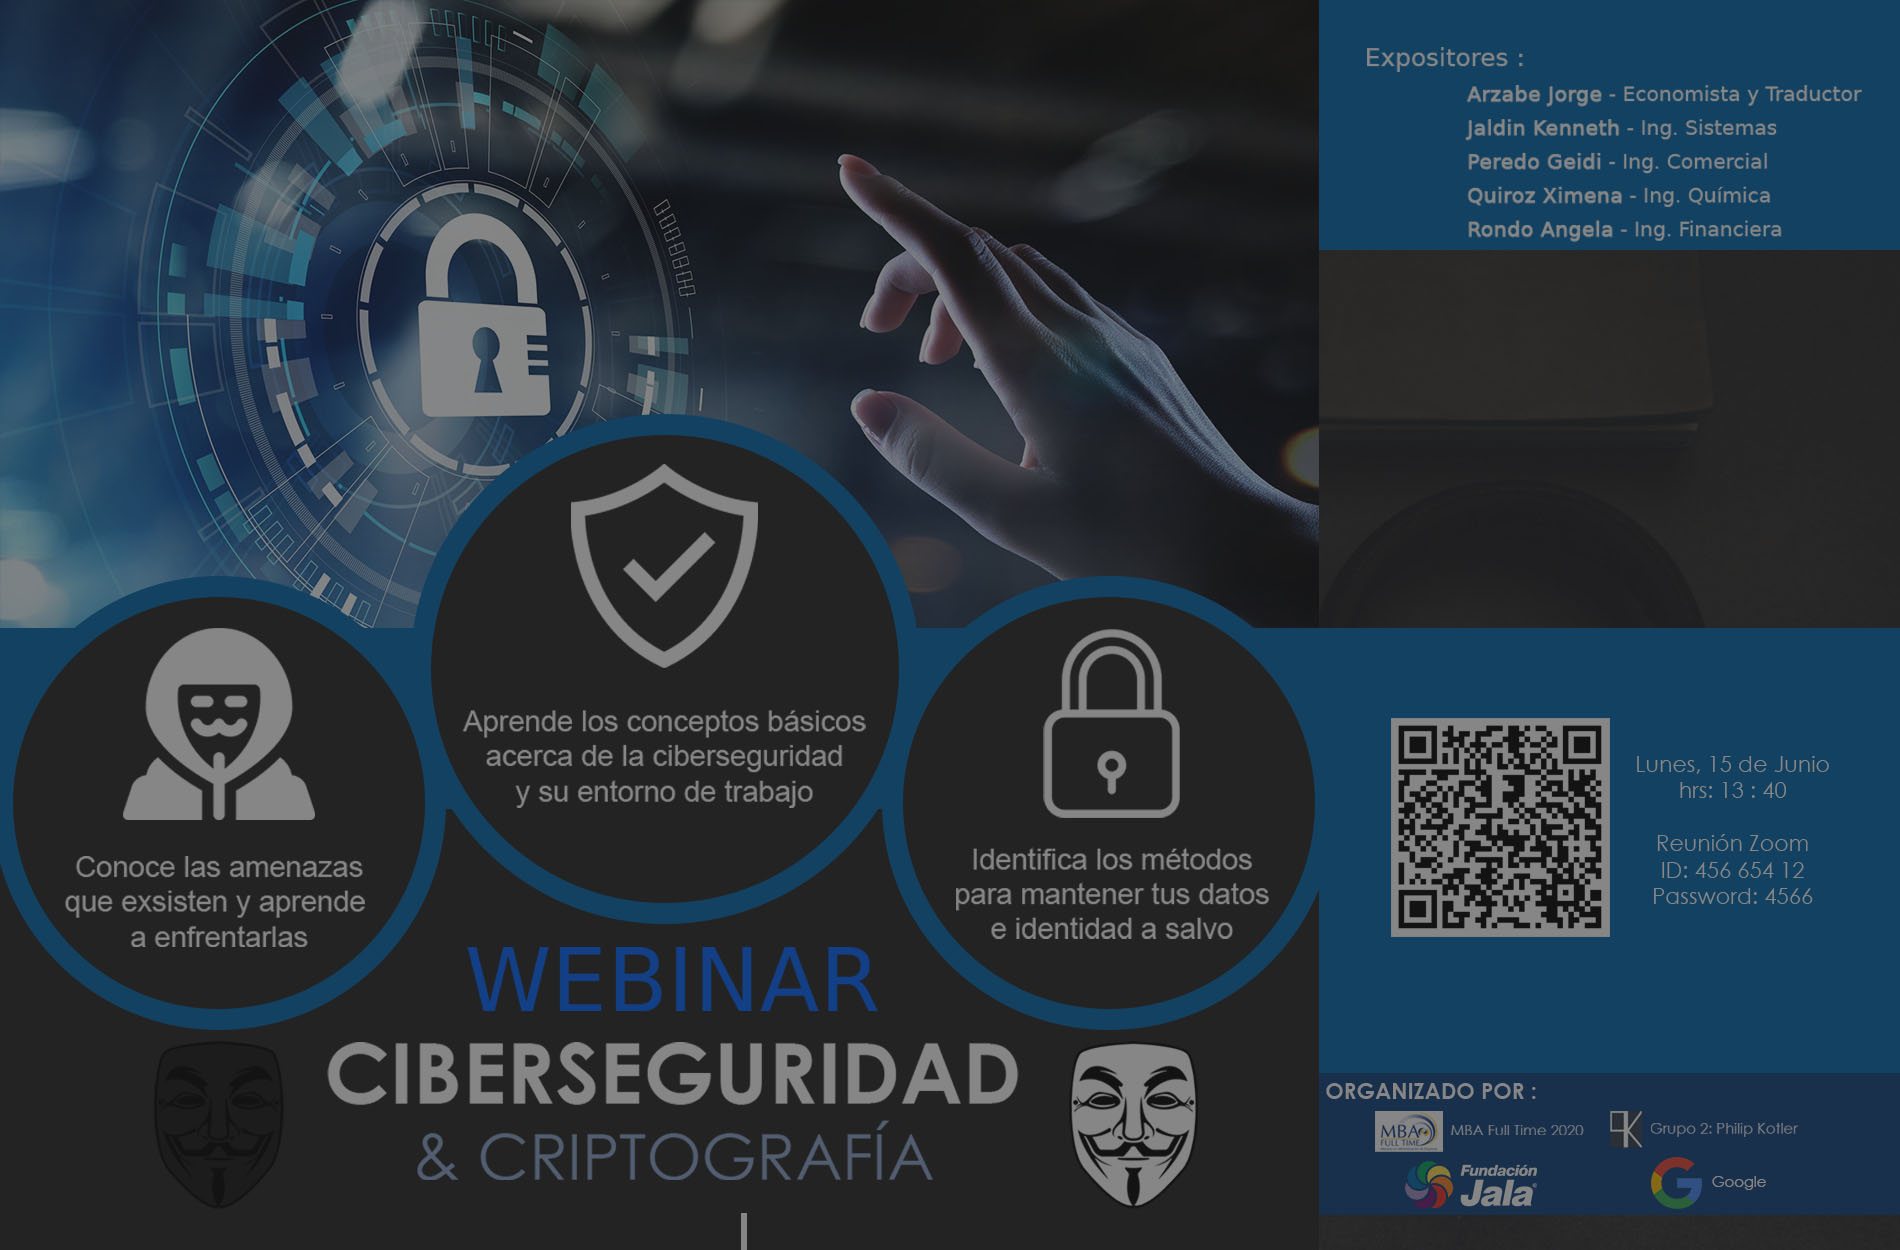 Expositores :
Arzabe Jorge - Economista y Traductor
Jaldin Kenneth - Ing. Sistemas
Peredo Geidi - Ing. Comercial
Quiroz Ximena - Ing. Química
Rondo Angela - Ing. Financiera
Aprende los conceptos básicos
acerca de la ciberseguridad
y su entorno de trabajo
Conoce las amenazas
que exsisten y aprende
a enfrentarlas
Identifica los métodos
para mantener tus datos
e identidad a salvo
Lunes, 15 de Junio
hrs: 13 : 40
Reunión Zoom
ID: 456 654 12
Password: 4566
WEBINAR
CIBERSEGURIDAD
& CRIPTOGRAFÍA
ORGANIZADO POR :
MBA
FULL TIME
MBA Full Time 2020
PK
Grupo 2: Philip Kotler
Fundación
Jala
Google